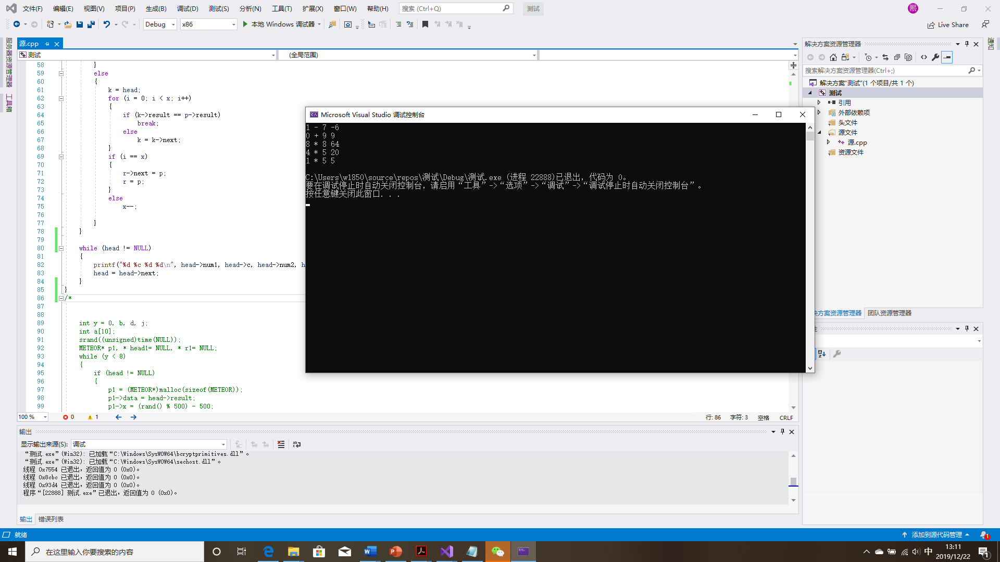 文件(F) 编辑(E) 视图(V) 项目(P) 生成(B) 调试(D) 测试(S) 分析(N) 工具(T) 扩展(X) 窗口(W) 帮助(H) 搜索 (Ctrl+Q) 测试 熙
Debug x86 本地 Windows 调试器 Live Share
服务器资源管理器
工具箱
源.cpp
测试 (全局范围)
58 }
59 else
60 {
61 k = head;
62 for (i = 0; i < x; i++)
63 {
64 if (k->result == p->result)
65 break;
66 else
67 k = k->next;
68 }
69 if (i == x)
70 {
71 r->next = p;
72 r = p;
73 }
74 else
75 x--;
76
77 }
78 }
79
80 while (head != NULL)
81 {
82 printf("%d %c %d %d\n", head->num1, head->c, head->num2, h
83 head = head->next;
84 }
85 }
86 /*
87
88
89 int y = 0, b, d, j;
90 int a[10];
91 srand((unsigned)time(NULL));
92 METEOR* p1, * head1= NULL, * r1= NULL;
93 while (y < 8)
94 {
95 if (head != NULL)
96 {
97 p1 = (METEOR*)malloc(sizeof(METEOR));
98 p1->data = head->result;
99 p1->x = (rand() % 500) - 500;
100 % 0 1 行: 86 字符: 3 空格 CRLF
Microsoft Visual Studio 调试控制台
1 - 7 -6
0 + 9 9
8 * 8 64
4 * 5 20
1 * 5 5
C:\Users\w1850\source\repos\测试\Debug\测试.exe (进程 22888)已退出，代码为 0。
要在调试停止时自动关闭控制台，请启用“工具”->“选项”->“调试”->“调试停止时自动关闭控制台”。
按任意键关闭此窗口. . .
解决方案资源管理器
搜索解决方案资源管理器(Ctrl+;)
解决方案“测试”(1 个项目/共 1 个)
测试
引用
外部依赖项
头文件
源文件
源.cpp
资源文件
决方案资源管理器 团队资源管理器
通知
输出
显示输出来源(S): 调试
“测试.exe”(Win32): 已加载“C:\Windows\SysWOW64\bcryptprimitives.dll”。
“测试.exe”(Win32): 已加载“C:\Windows\SysWOW64\sechost.dll”。
线程 0x7554 已退出，返回值为 0 (0x0)。
线程 0x8cbc 已退出，返回值为 0 (0x0)。
线程 0x93d4 已退出，返回值为 0 (0x0)。
程序“[22888] 测试.exe”已退出，返回值为 0 (0x0)。
输出 错误列表
就绪 添加到源代码管理 1
在这里输入你要搜索的内容 中 13:11
2019/12/22 1